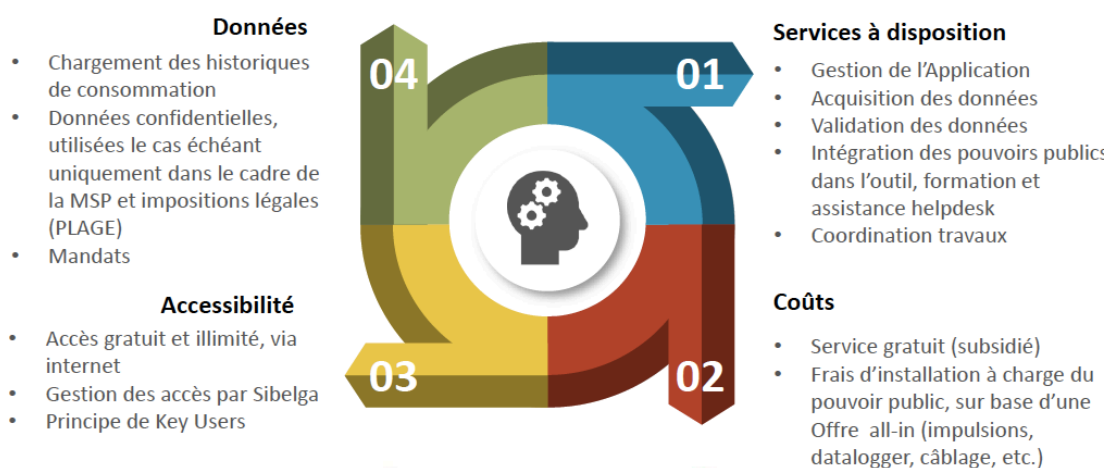 Services à disposition
01
• Gestion de l'Application
• Acquisition des données
• Validation des données
• Intégration des pouvoirs publics
dans l'outil, formation et
assistance helpdesk
• Coordination travaux
Coûts
02
• Service gratuit (subsidié)
• Frais d'installation à charge du
pouvoir public, sur base d'une
Offre all-in (impulsions,
datalogger, câblage, etc.)
Accessibilité
03
• Accès gratuit et illimité, via
internet
• Gestion des accès par Sibelga
• Principe de Key Users
Données
04
• Chargement des historiques
de consommation
• Données confidentielles,
utilisées le cas échéant
uniquement dans le cadre de
la MSP et impositions légales
(PLAGE)
• Mandats